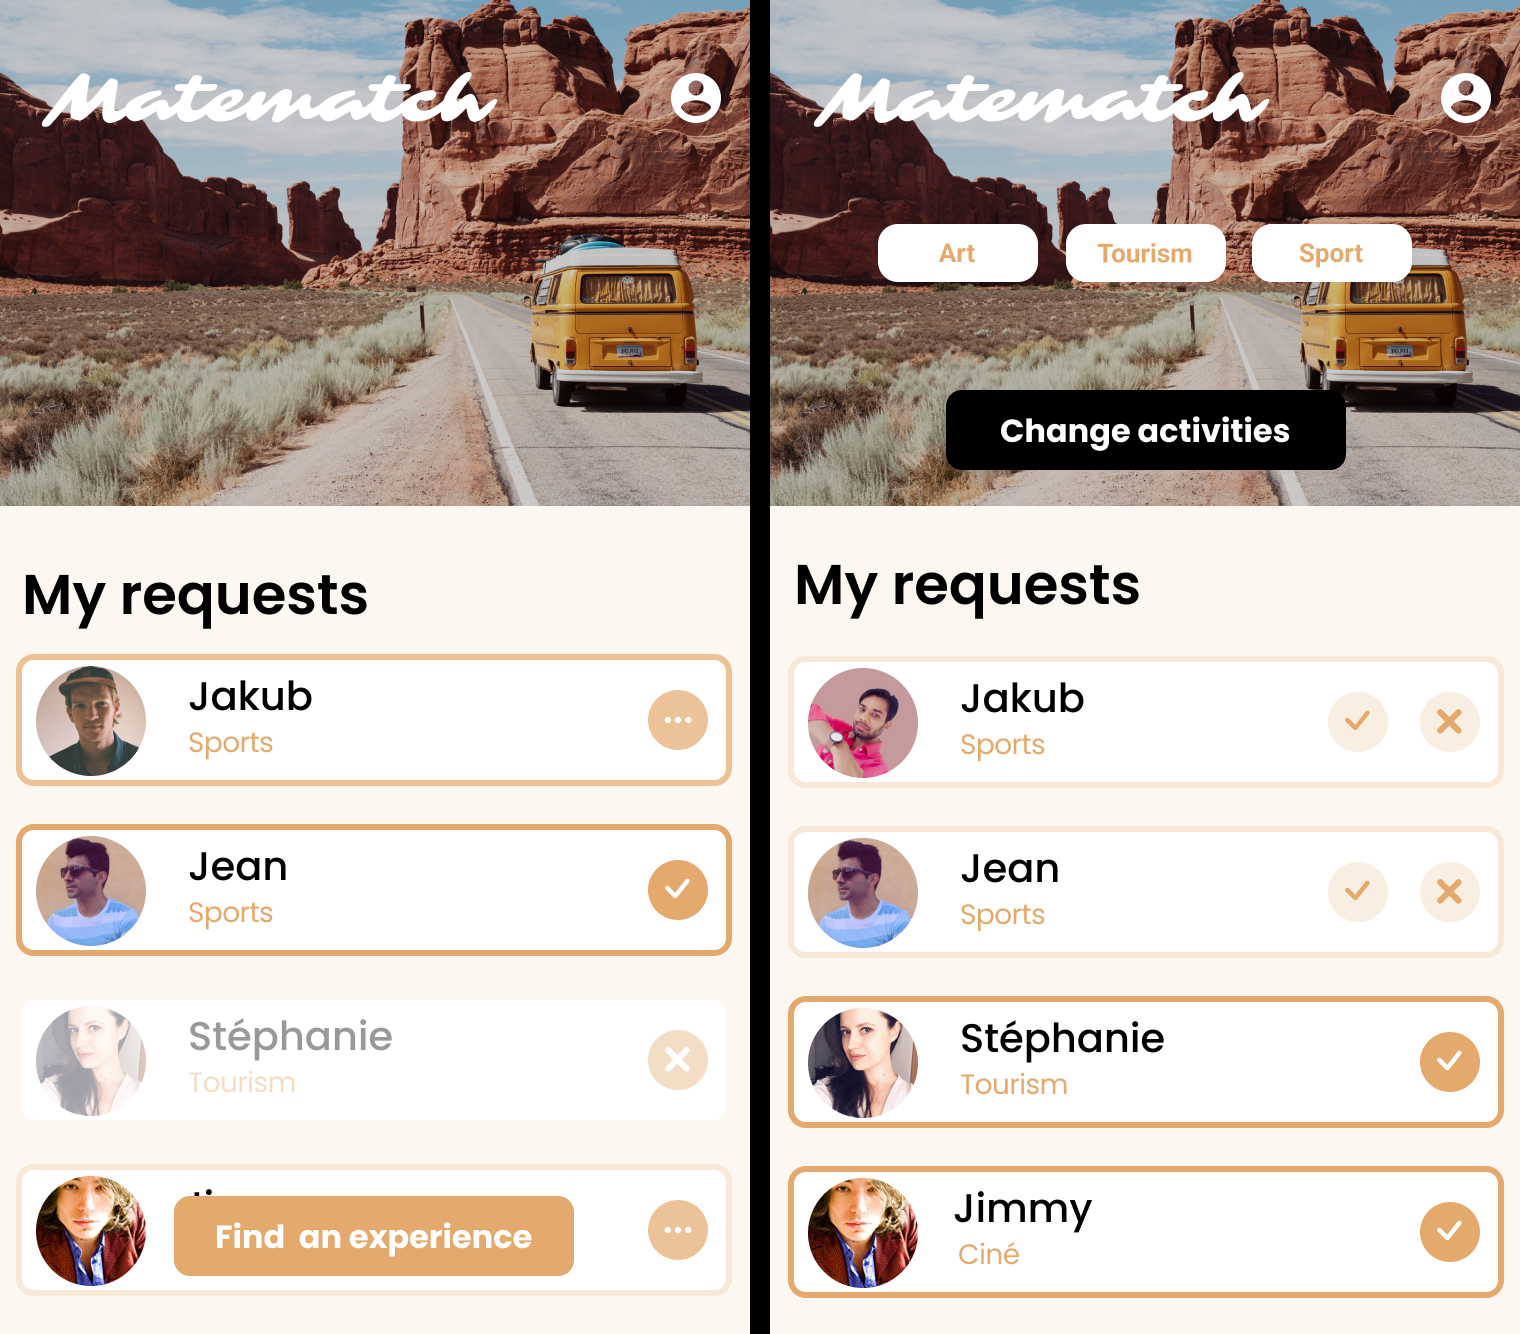 Matematch
My requests
Jakub
Sports
Jean
Sports
Stéphanie
Tourism
Find an experience
Matematch
Art
Tourism
Sport
Change activities
My requests
Jakub
Sports
Jean
Sports
Stéphanie
Tourism
Jimmy
Ciné